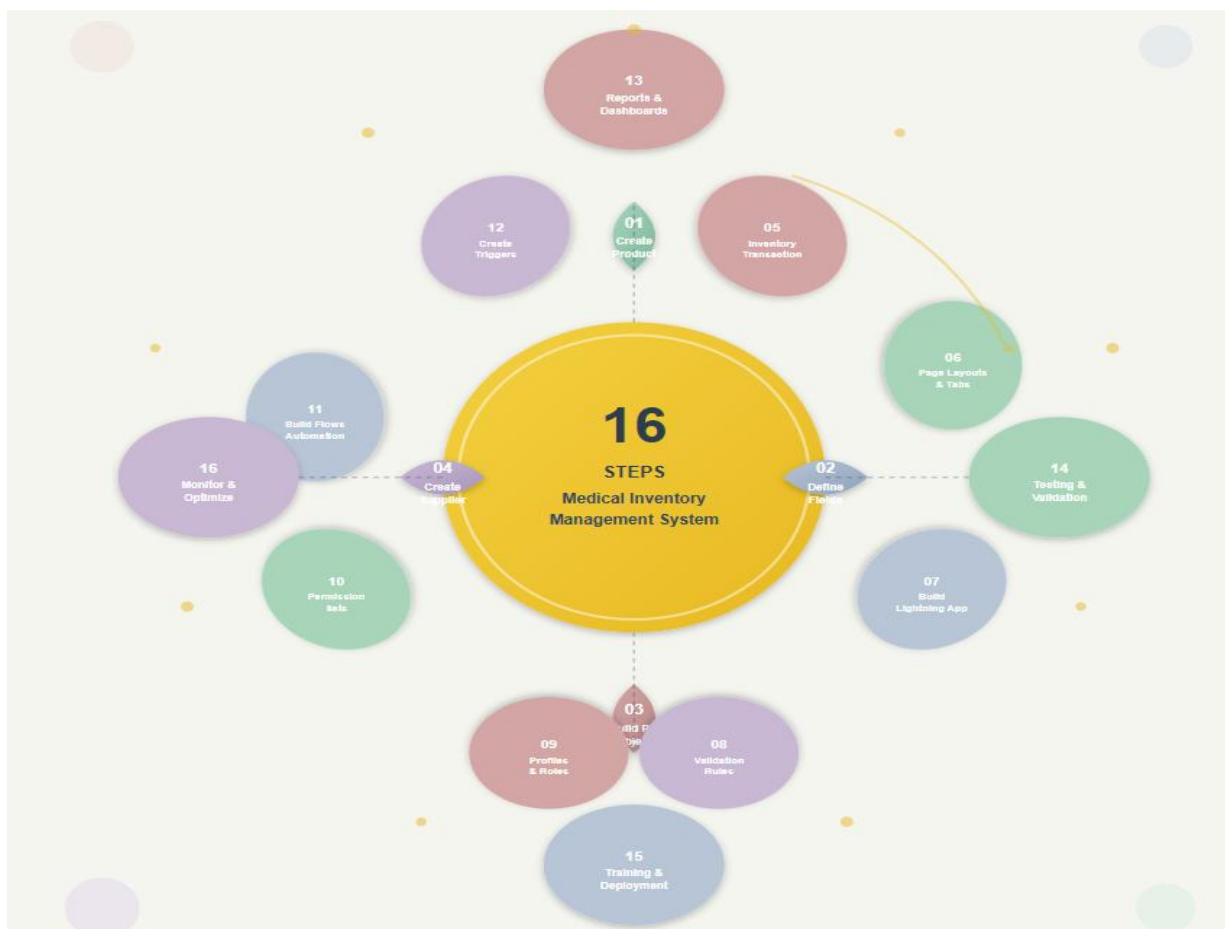 13
Reports &
Dashboards
12
Create
Triggers
01
Create
Product
05
Inventory
Transaction
06
Page Layouts
& Tabs
11
Build Flows
Automation
16
STEPS
Medical Inventory
Management System
16
Monitor &
Optimize
04
Create
Supplier
02
Define
Fields
14
Testing &
Validation
10
Permission
Sets
07
Build
Lightning App
03
09
Profiles
& Roles
08
Validation
Rules
15
Training &
Deployment